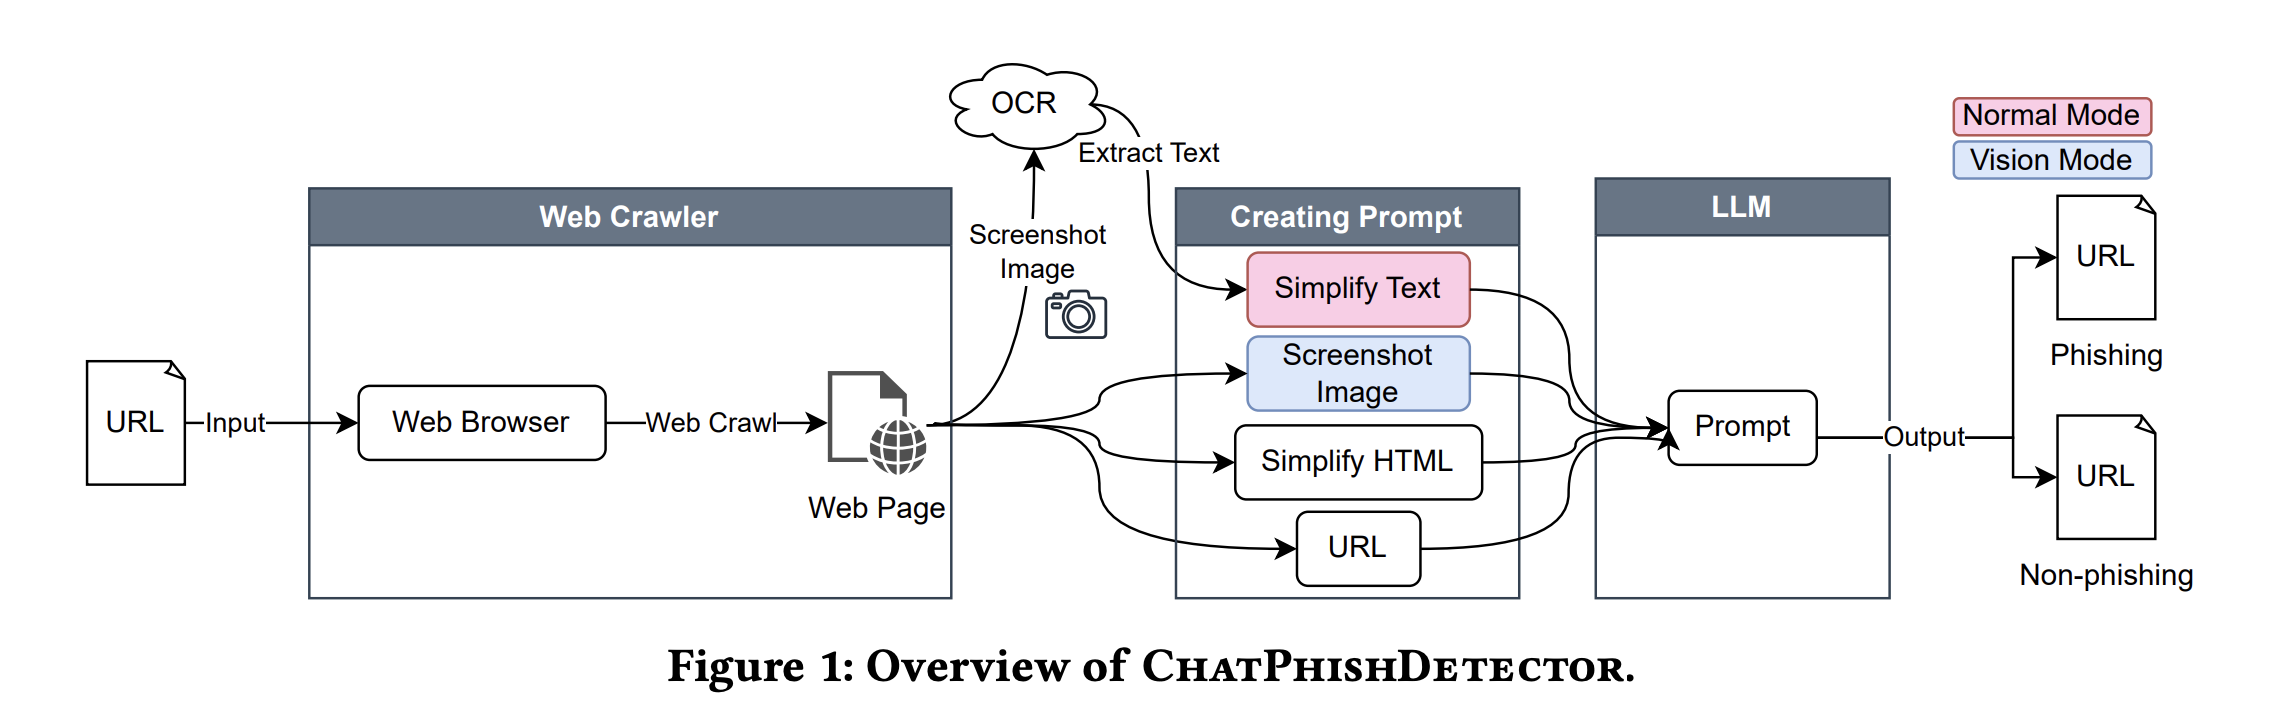 OCR
Extract Text
Normal Mode
Vision Mode
Web Crawler
Screenshot
Image
Creating Prompt
LLM
Simplify Text
Screenshot
Image
Simplify HTML
URL
URL
Input
Web Browser
Web Crawl
Web Page
Prompt
Output
URL
Phishing
URL
Non-phishing
Figure 1: Overview of CHATPHISHDETECTOR.